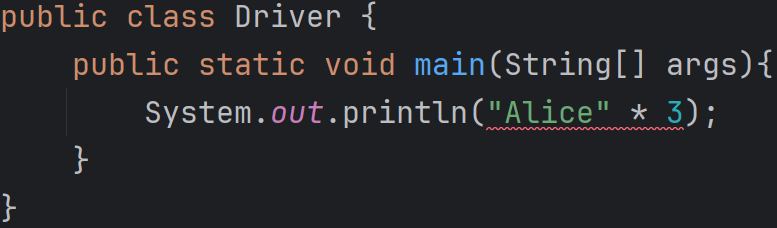 public class Driver {
    public static void main(String[] args){
        System.out.println("Alice" * 3);
    }
}